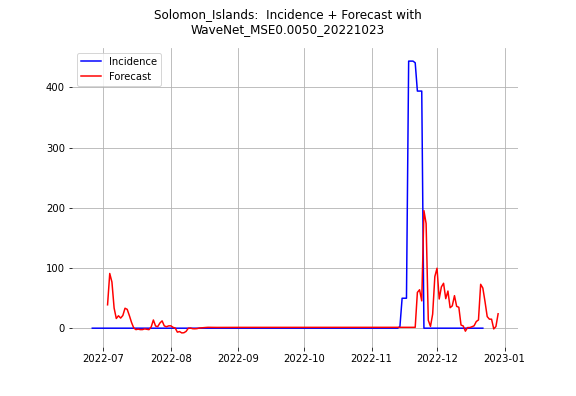 Solomon_Islands:  Incidence + Forecast with
WaveNet_MSE0.0050_20221023
Incidence
Forecast
400
300
200
100
0
2022-07 2022-08 2022-09 2022-10 2022-11 2022-12 2023-01